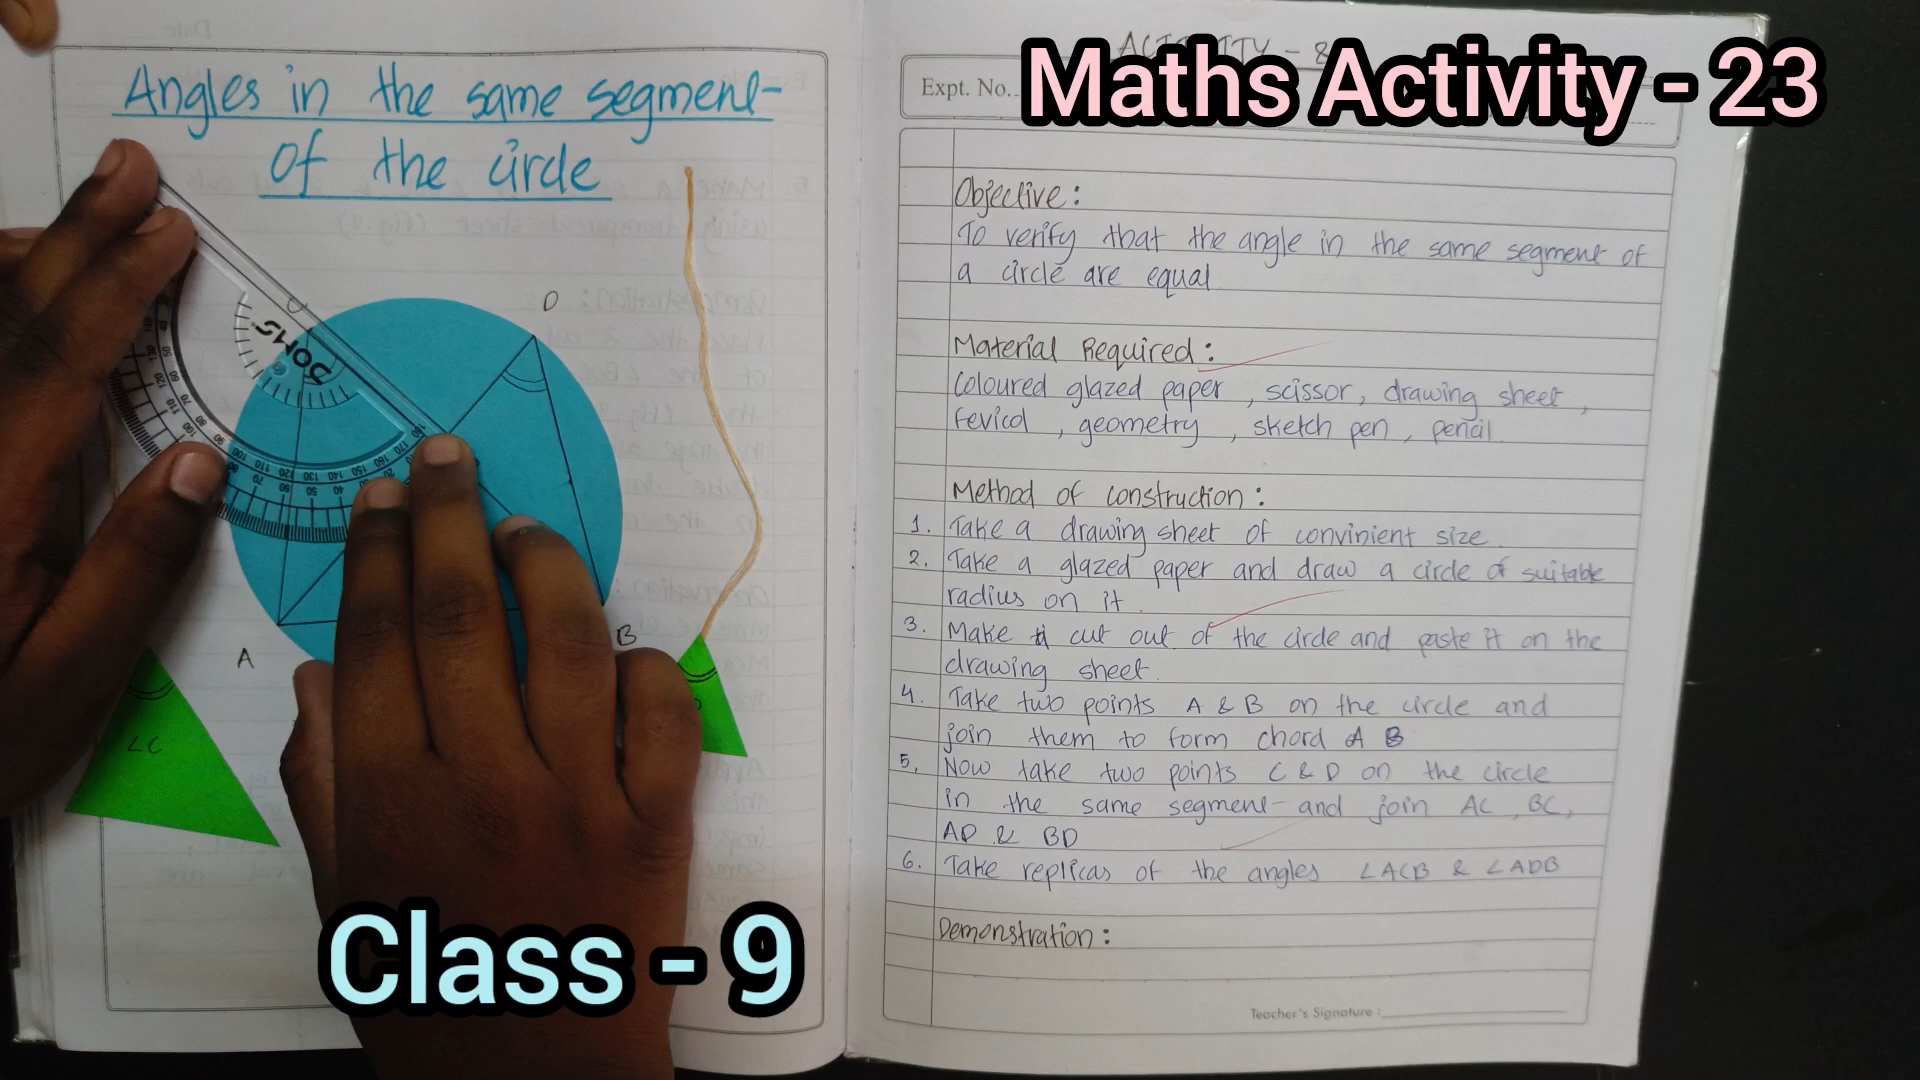 Angles in the same segment
of the circle
D
DOMS
A
B
∠C
Maths Activity - 23
Class - 9
ACTIVITY - 8
Expt. No.
Objective:
To verify that the angle in the same segment of
a circle are equal
Material Required:
Coloured glazed paper , scissor, drawing sheet ,
fevicol , geometry , sketch pen, pencil.
Method of construction:
1. Take a drawing sheet of convinient size.
2. Take a glazed paper and draw a circle of suitable
radius on it.
3. Make cut out of the circle and paste it on the
drawing sheet.
4. Take two points A & B on the circle and
join them to form chord A B
5. Now take two points C & D on the circle
in the same segment and join AC , BC,
AD & BD
6. Take replicas of the angles ∠ACB & ∠ADB
Demonstration:
Teacher's Signature :